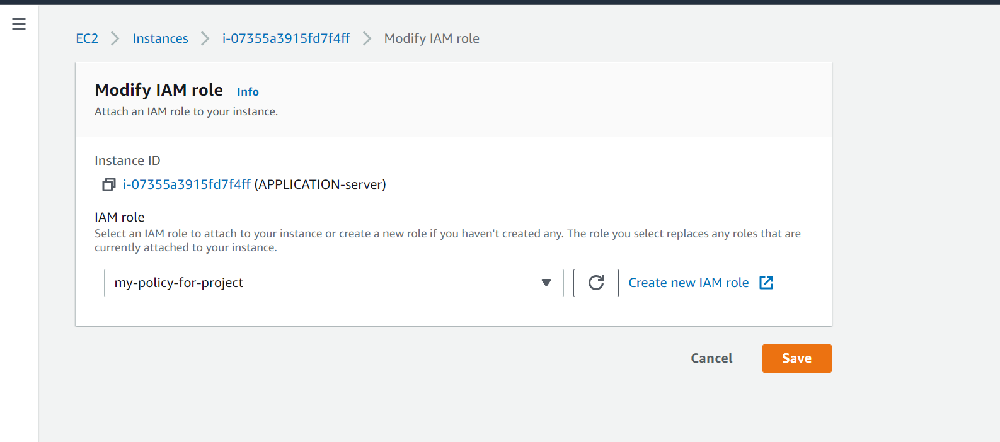 EC2 Instances i-07355a3915fd7f4ff Modify IAM role
Modify IAM role Info
Attach an IAM role to your instance.
Instance ID
i-07355a3915fd7f4ff (APPLICATION-server)
IAM role
Select an IAM role to attach to your instance or create a new role if you haven't created any. The role you select replaces any roles that are
currently attached to your instance.
my-policy-for-project Create new IAM role
Cancel Save